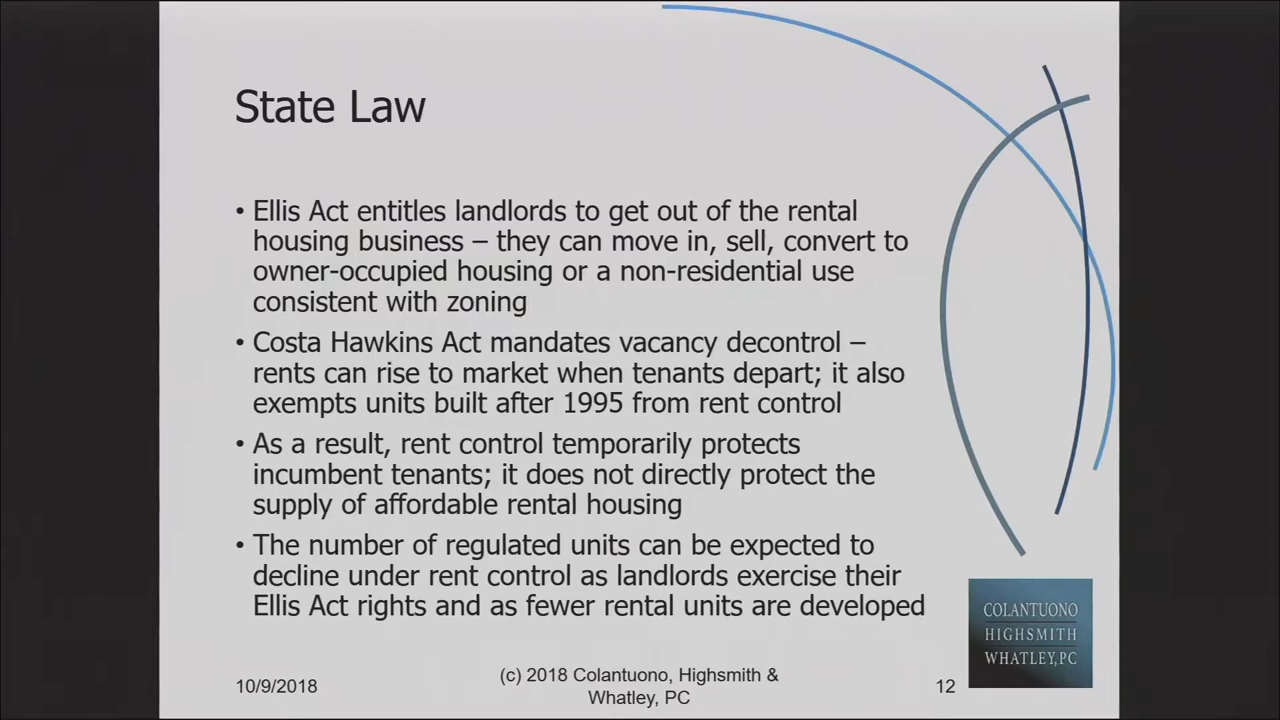 State Law
• Ellis Act entitles landlords to get out of the rental
housing business – they can move in, sell, convert to
owner-occupied housing or a non-residential use
consistent with zoning
• Costa Hawkins Act mandates vacancy decontrol –
rents can rise to market when tenants depart; it also
exempts units built after 1995 from rent control
• As a result, rent control temporarily protects
incumbent tenants; it does not directly protect the
supply of affordable rental housing
• The number of regulated units can be expected to
decline under rent control as landlords exercise their
Ellis Act rights and as fewer rental units are developed
COLANTUONO
HIGHSMITH
WHATLEY,PC
10/9/2018
(c) 2018 Colantuono, Highsmith &
Whatley, PC
12